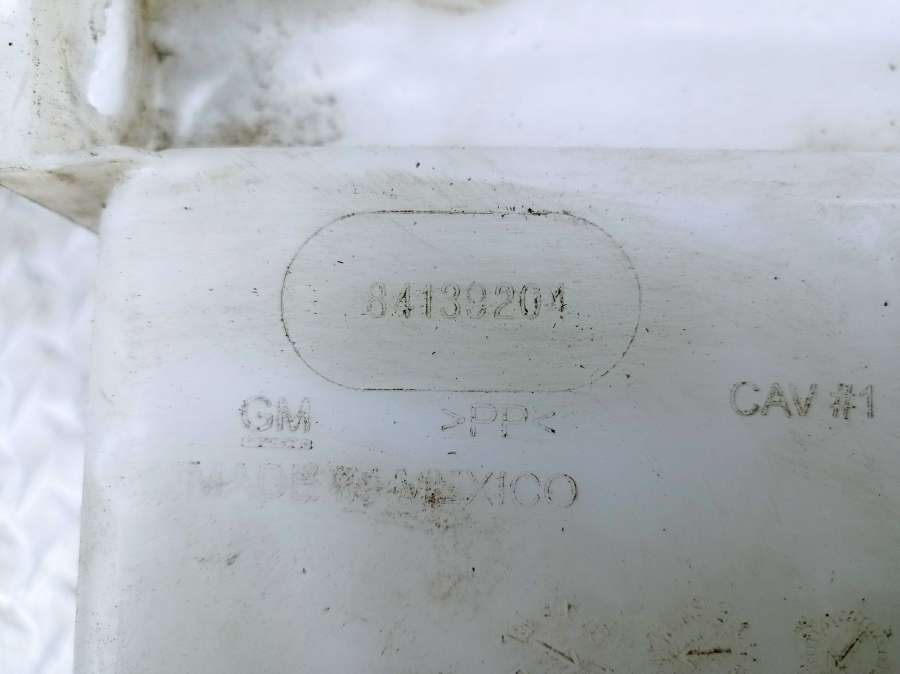 84139204
GM >PP< CAV #1
MADE IN MEXICO